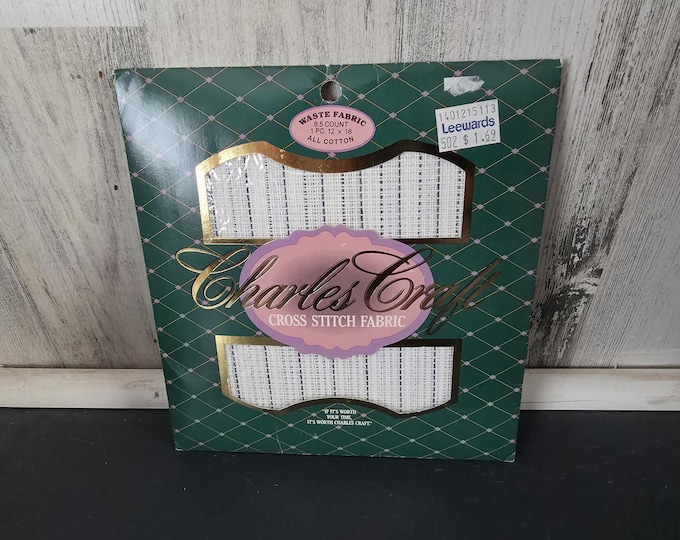 WASTE FABRIC
8.5 COUNT
1 PC. 12 x 18
ALL COTTON
1401215113
Leewards
502 $ 1.69
Charles Craft
CROSS STITCH FABRIC
"IF IT'S WORTH
YOUR TIME,
IT'S WORTH CHARLES CRAFT."